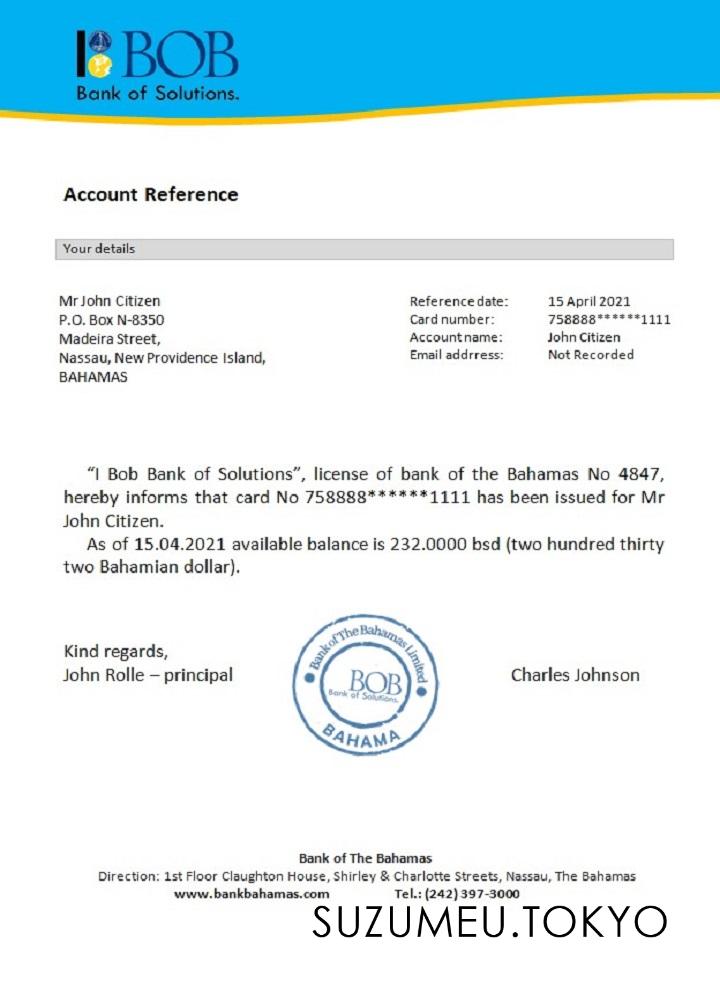 BOB
Bank of Solutions.
Account Reference
Your details
Mr John Citizen
P.O. Box N-8350
Madeira Street,
Nassau, New Providence Island,
BAHAMAS
Reference date: 15 April 2021
Card number: 758888******1111
Account name: John Citizen
Email addrress: Not Recorded
“I Bob Bank of Solutions”, license of bank of the Bahamas No 4847,
hereby informs that card No 758888******1111 has been issued for Mr
John Citizen.
As of 15.04.2021 available balance is 232.0000 bsd (two hundred thirty
two Bahamian dollar).
Kind regards,
John Rolle – principal
Bank of The Bahamas Limited
BOB
Bank of Solutions.
BAHAMA
Charles Johnson
Bank of The Bahamas
Direction: 1st Floor Claughton House, Shirley & Charlotte Streets, Nassau, The Bahamas
www.bankbahamas.com Tel.: (242) 397-3000
SUZUMEU.TOKYO